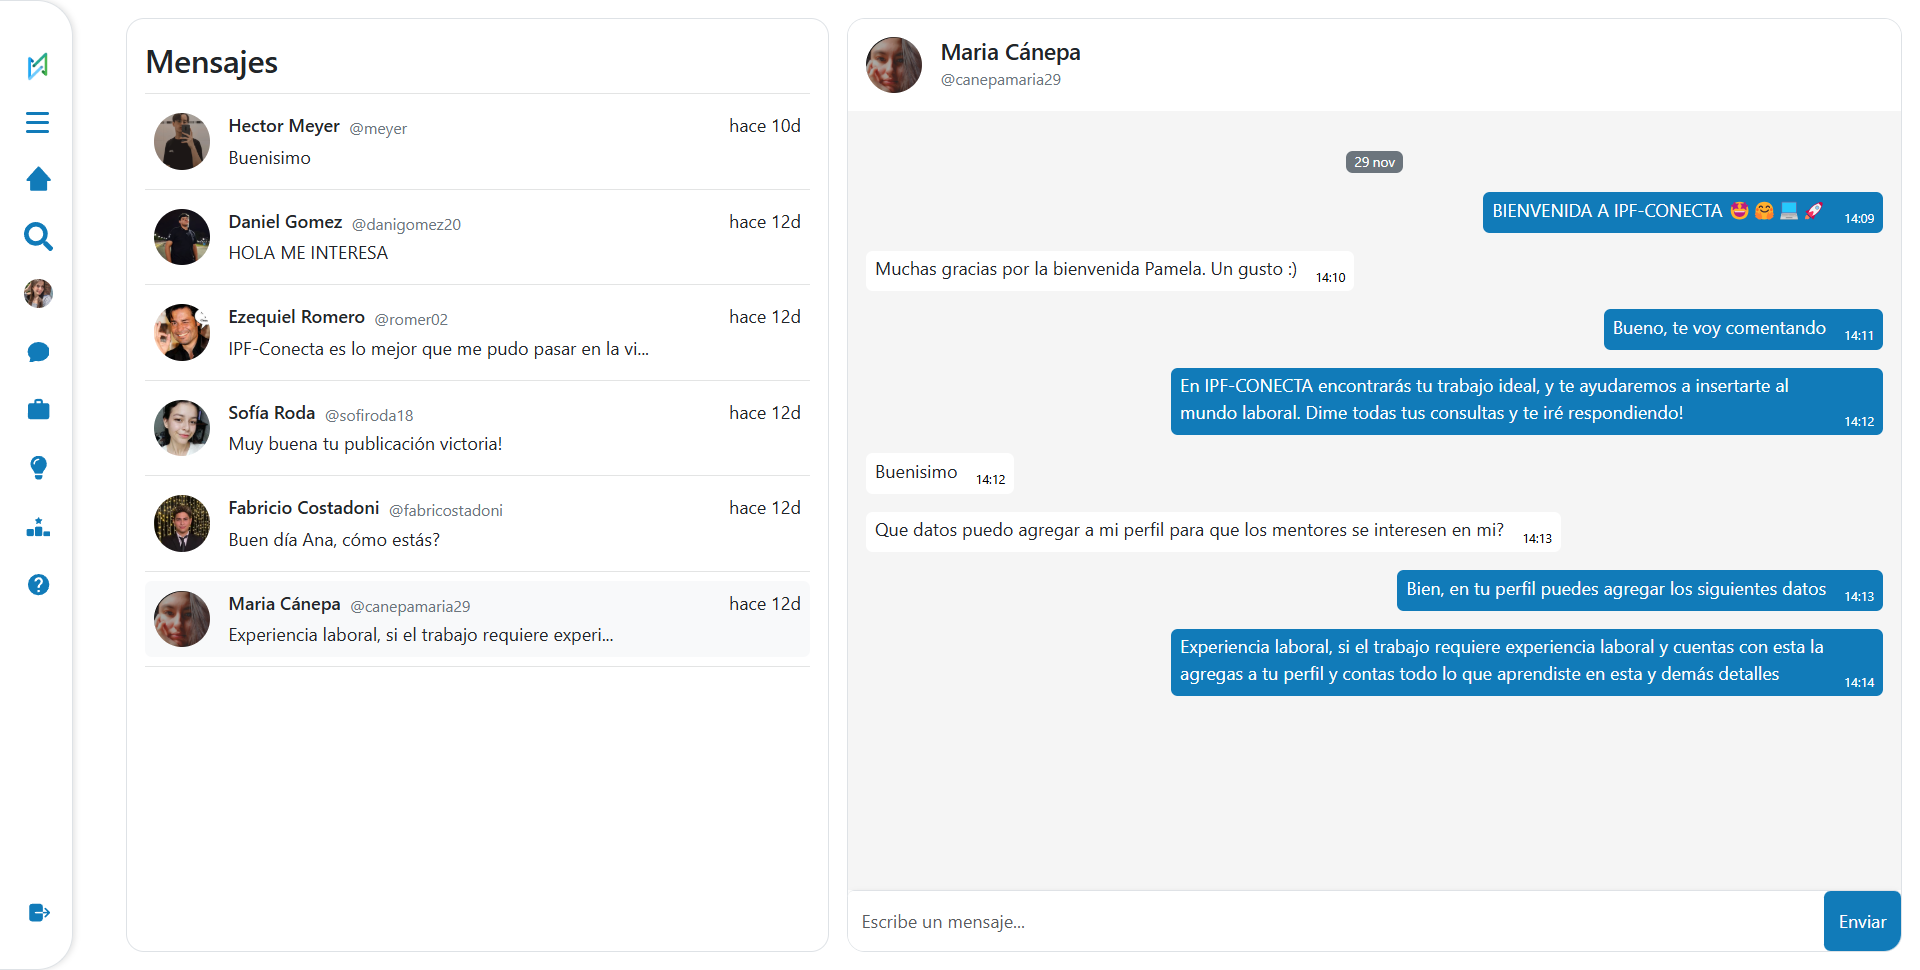 Mensajes
Hector Meyer @meyer hace 10d
Buenisimo
Daniel Gomez @danigomez20 hace 12d
HOLA ME INTERESA
Ezequiel Romero @romer02 hace 12d
IPF-Conecta es lo mejor que me pudo pasar en la vi...
Sofía Roda @sofiroda18 hace 12d
Muy buena tu publicación victoria!
Fabricio Costadoni @fabricostadoni hace 12d
Buen día Ana, cómo estás?
Maria Cánepa @canepamaria29 hace 12d
Experiencia laboral, si el trabajo requiere experi...
Maria Cánepa
@canepamaria29
29 nov
BIENVENIDA A IPF-CONECTA 🤩 🤗 💻 🚀 14:09
Muchas gracias por la bienvenida Pamela. Un gusto :) 14:10
Bueno, te voy comentando 14:11
En IPF-CONECTA encontrarás tu trabajo ideal, y te ayudaremos a insertarte al
mundo laboral. Dime todas tus consultas y te iré respondiendo! 14:12
Buenisimo 14:12
Que datos puedo agregar a mi perfil para que los mentores se interesen en mi? 14:13
Bien, en tu perfil puedes agregar los siguientes datos 14:13
Experiencia laboral, si el trabajo requiere experiencia laboral y cuentas con esta la
agregas a tu perfil y contas todo lo que aprendiste en esta y demás detalles 14:14
Escribe un mensaje...
Enviar